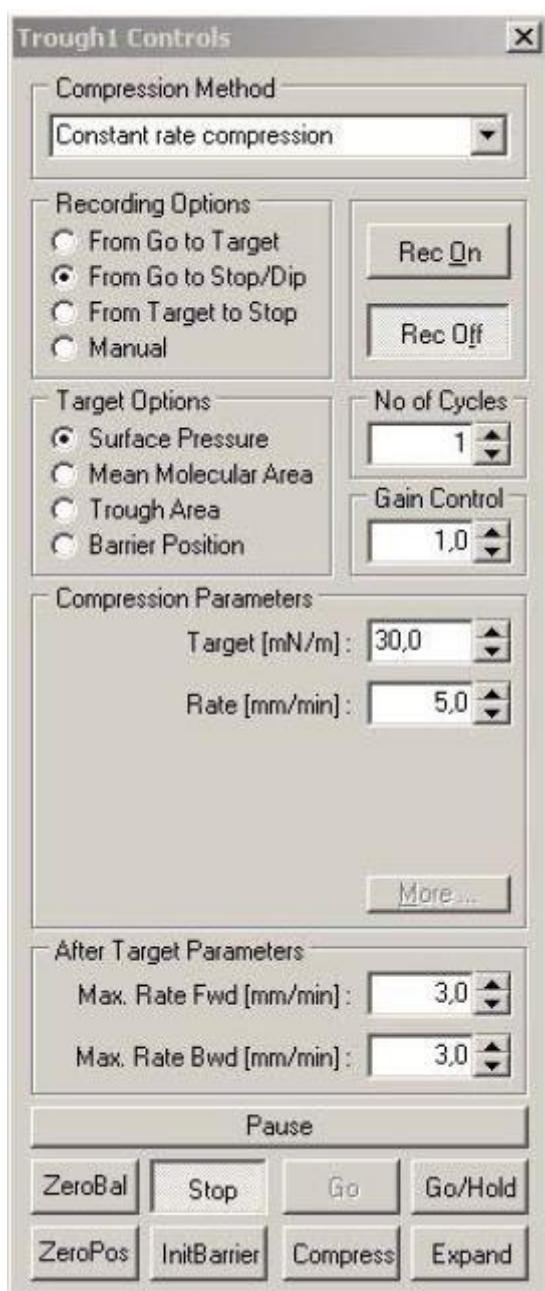 Trough1 Controls
Compression Method
Constant rate compression
Recording Options
From Go to Target
From Go to Stop/Dip
From Target to Stop
Manual
Rec On
Rec Off
Target Options
Surface Pressure
Mean Molecular Area
Trough Area
Barrier Position
No of Cycles
1
Gain Control
1,0
Compression Parameters
Target [mN/m] : 30,0
Rate [mm/min] : 5,0
More ...
After Target Parameters
Max. Rate Fwd [mm/min] : 3,0
Max. Rate Bwd [mm/min] : 3,0
Pause
ZeroBal Stop Go Go/Hold
ZeroPos InitBarrier Compress Expand